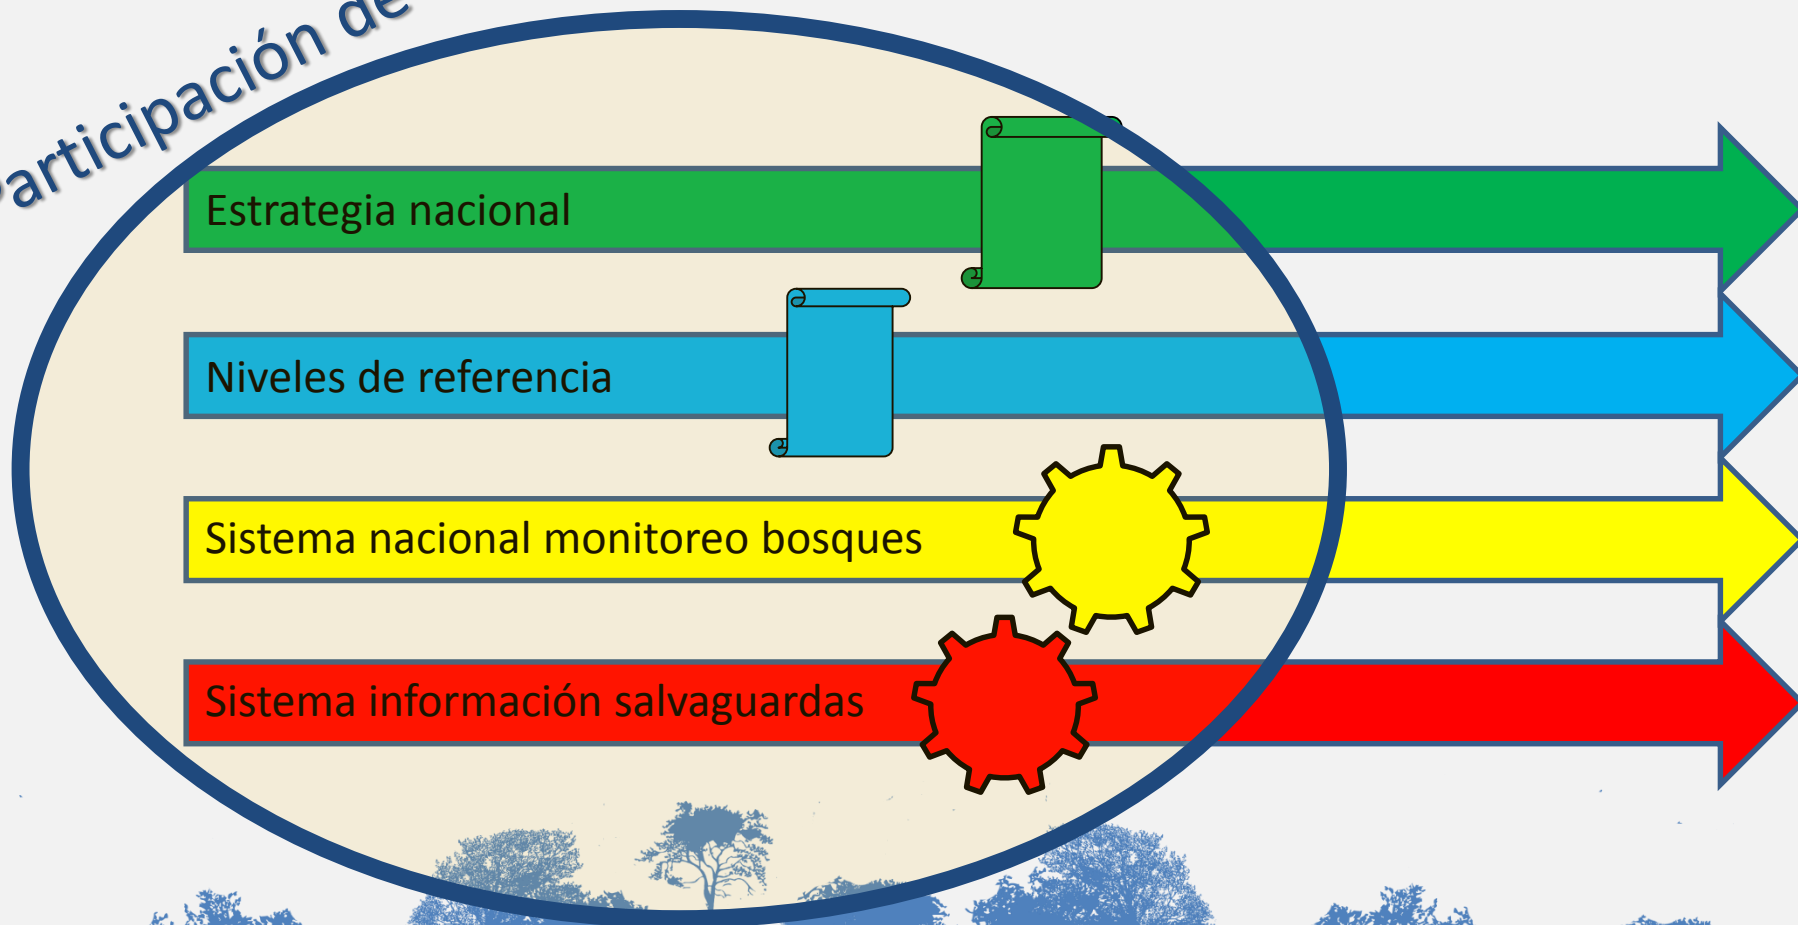 Participación de
Estrategia nacional
Niveles de referencia
Sistema nacional monitoreo bosques
Sistema información salvaguardas